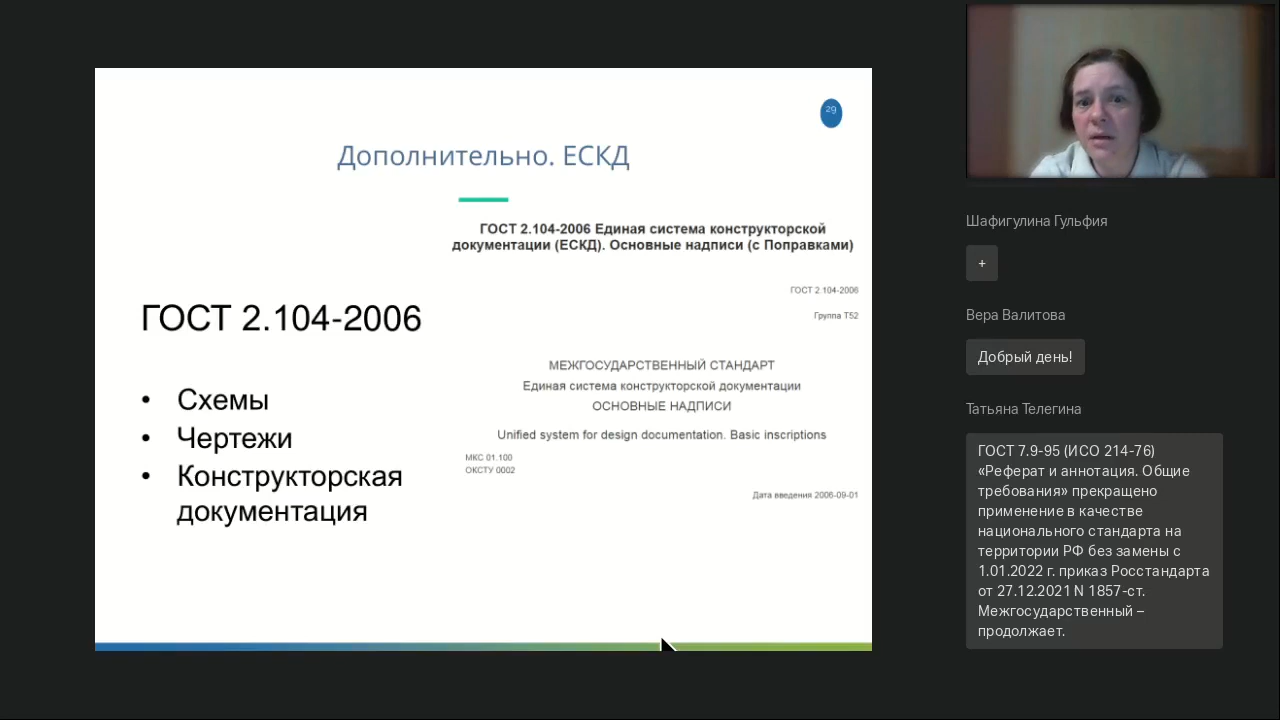 29
Дополнительно. ЕСКД
ГОСТ 2.104-2006 Единая система конструкторской
документации (ЕСКД). Основные надписи (с Поправками)
ГОСТ 2.104-2006
Группа Т52
ГОСТ 2.104-2006
МЕЖГОСУДАРСТВЕННЫЙ СТАНДАРТ
Единая система конструкторской документации
ОСНОВНЫЕ НАДПИСИ
Unified system for design documentation. Basic inscriptions
МКС 01.100
ОКСТУ 0002
Дата введения 2006-09-01
• Схемы
• Чертежи
• Конструкторская
документация
Шафигулина Гульфия
+
Вера Валитова
Добрый день!
Татьяна Телегина
ГОСТ 7.9-95 (ИСО 214-76)
«Реферат и аннотация. Общие
требования» прекращено
применение в качестве
национального стандарта на
территории РФ без замены с
1.01.2022 г. приказ Росстандарта
от 27.12.2021 N 1857-ст.
Межгосударственный –
продолжает.